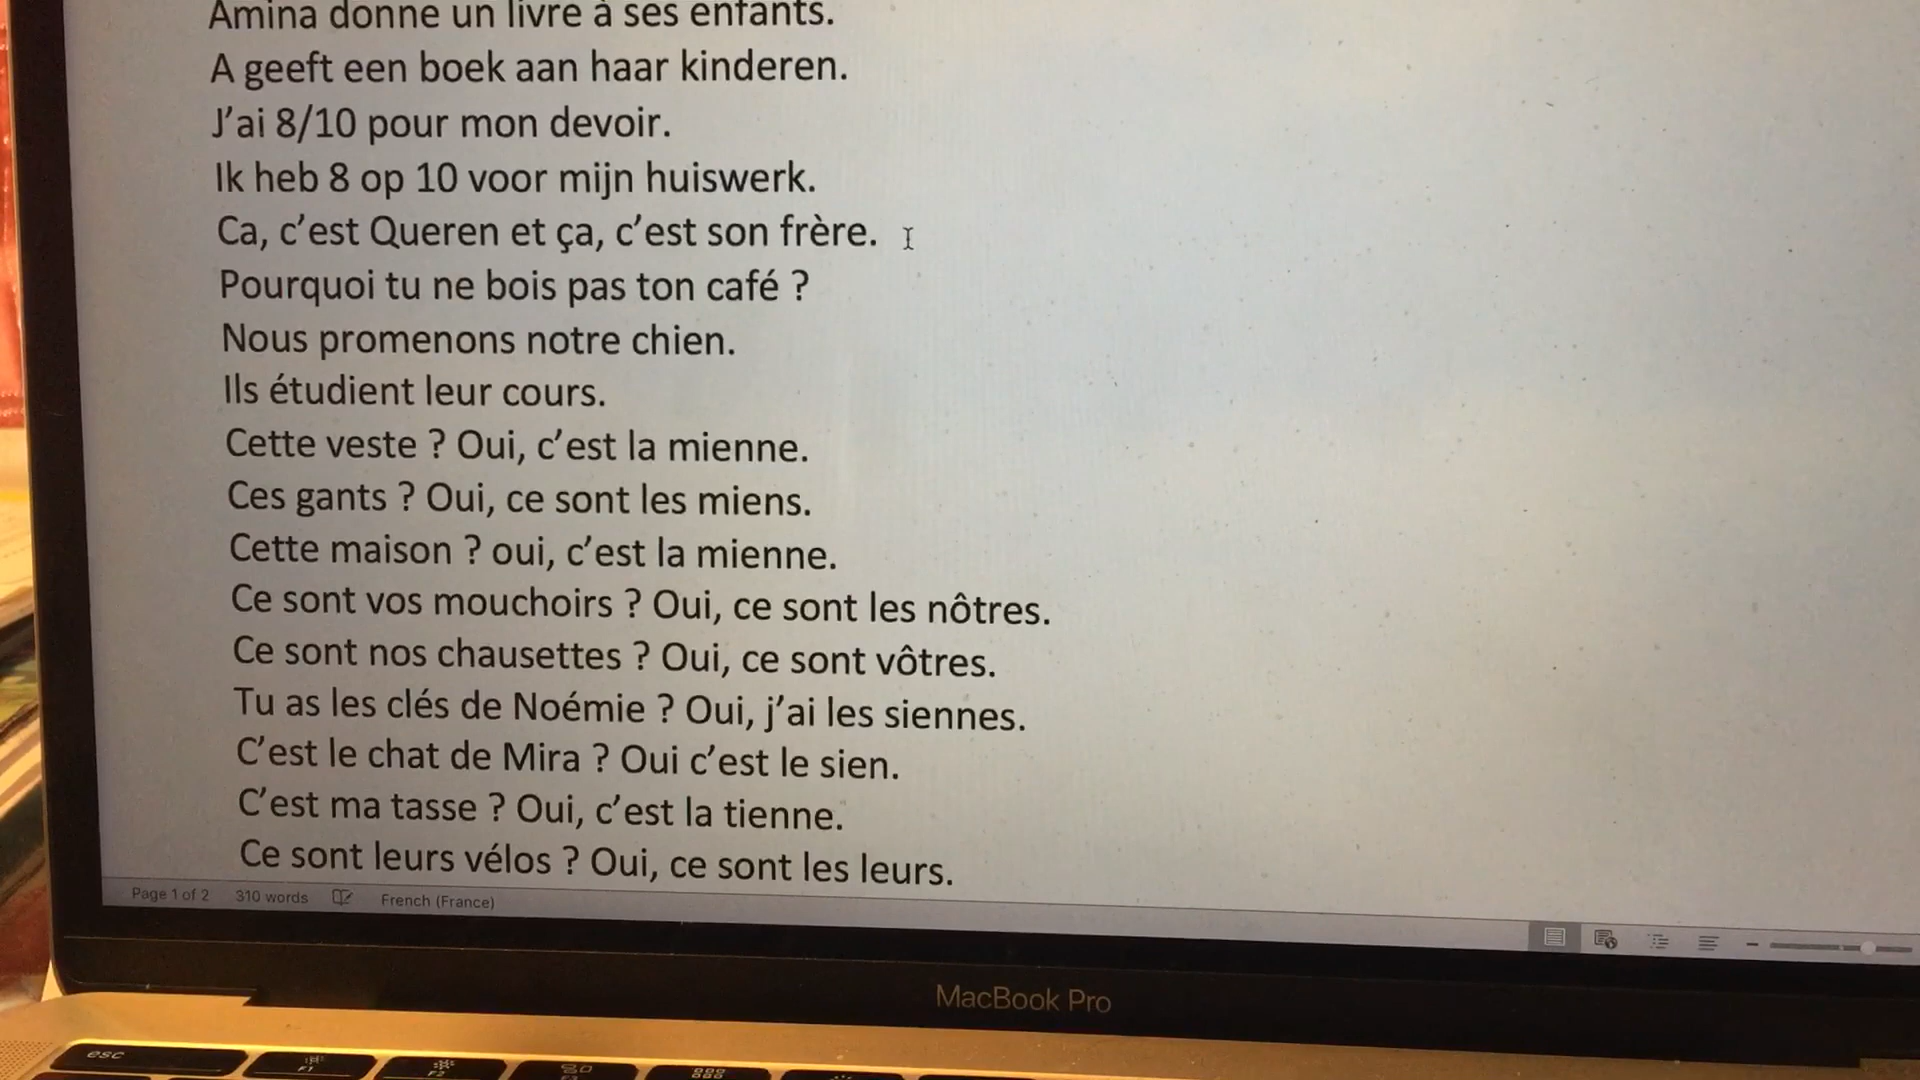 Amina donne un livre à ses enfants.
A geeft een boek aan haar kinderen.
J’ai 8/10 pour mon devoir.
Ik heb 8 op 10 voor mijn huiswerk.
Ca, c’est Queren et ça, c’est son frère.
Pourquoi tu ne bois pas ton café ?
Nous promenons notre chien.
Ils étudient leur cours.
Cette veste ? Oui, c’est la mienne.
Ces gants ? Oui, ce sont les miens.
Cette maison ? oui, c’est la mienne.
Ce sont vos mouchoirs ? Oui, ce sont les nôtres.
Ce sont nos chausettes ? Oui, ce sont vôtres.
Tu as les clés de Noémie ? Oui, j’ai les siennes.
C’est le chat de Mira ? Oui c’est le sien.
C’est ma tasse ? Oui, c’est la tienne.
Ce sont leurs vélos ? Oui, ce sont les leurs.
Page 1 of 2 310 words French (France)
MacBook Pro
esc F1 F2